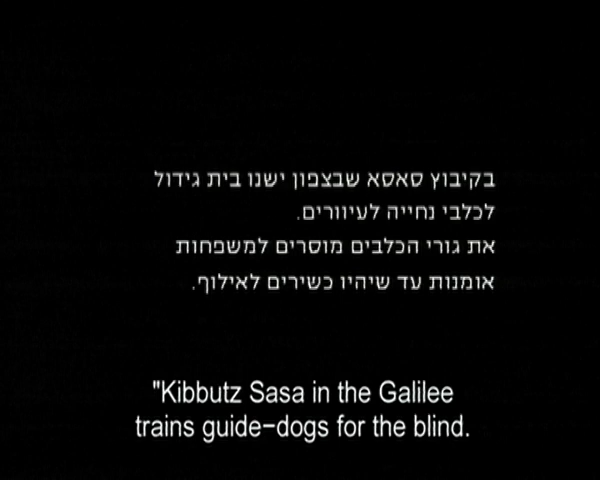 בקיבוץ סאסא שבצפון ישנו בית גידול
לכלבי נחייה לעיוורים.
את גורי הכלבים מוסרים למשפחות
אומנות עד שיהיו כשירים לאילוף.
"Kibbutz Sasa in the Galilee
trains guide-dogs for the blind.